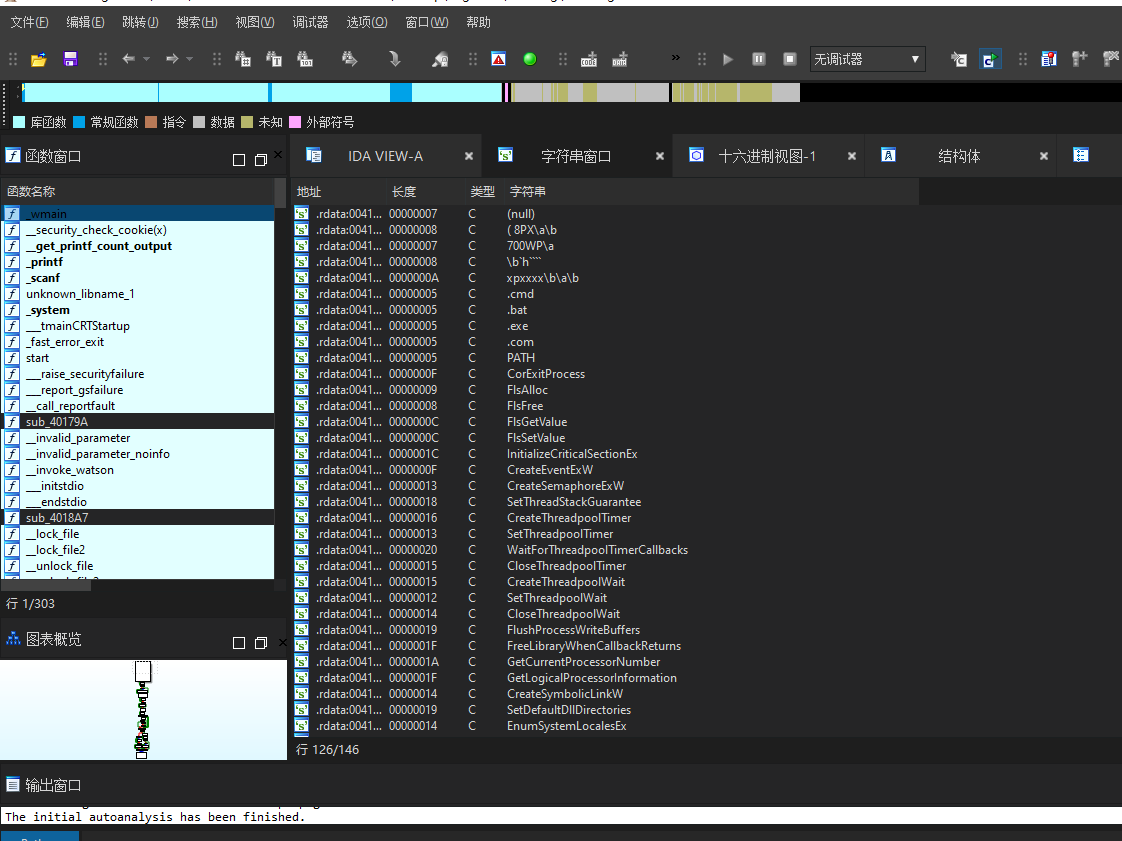 文件(F) 编辑(E) 跳转(J) 搜索(H) 视图(V) 调试器 选项(O) 窗口(W) 帮助
无调试器
库函数 常规函数 指令 数据 未知 外部符号
函数窗口
IDA VIEW-A 字符串窗口 十六进制视图-1 结构体
函数名称
_wmain
__security_check_cookie(x)
__get_printf_count_output
_printf
_scanf
unknown_libname_1
_system
___tmainCRTStartup
_fast_error_exit
start
___raise_securityfailure
___report_gsfailure
__call_reportfault
sub_40179A
__invalid_parameter
__invalid_parameter_noinfo
__invoke_watson
___initstdio
___endstdio
sub_4018A7
__lock_file
__lock_file2
__unlock_file
行 1/303
图表概览
地址 长度 类型 字符串
.rdata:0041... 00000007 C (null)
.rdata:0041... 00000008 C ( 8PX\a\b
.rdata:0041... 00000007 C 700WP\a
.rdata:0041... 00000008 C \b`h````
.rdata:0041... 0000000A C xpxxxx\b\a\b
.rdata:0041... 00000005 C .cmd
.rdata:0041... 00000005 C .bat
.rdata:0041... 00000005 C .exe
.rdata:0041... 00000005 C .com
.rdata:0041... 00000005 C PATH
.rdata:0041... 0000000F C CorExitProcess
.rdata:0041... 00000009 C FlsAlloc
.rdata:0041... 00000008 C FlsFree
.rdata:0041... 0000000C C FlsGetValue
.rdata:0041... 0000000C C FlsSetValue
.rdata:0041... 0000001C C InitializeCriticalSectionEx
.rdata:0041... 0000000F C CreateEventExW
.rdata:0041... 00000013 C CreateSemaphoreExW
.rdata:0041... 00000018 C SetThreadStackGuarantee
.rdata:0041... 00000016 C CreateThreadpoolTimer
.rdata:0041... 00000013 C SetThreadpoolTimer
.rdata:0041... 00000020 C WaitForThreadpoolTimerCallbacks
.rdata:0041... 00000015 C CloseThreadpoolTimer
.rdata:0041... 00000015 C CreateThreadpoolWait
.rdata:0041... 00000012 C SetThreadpoolWait
.rdata:0041... 00000014 C CloseThreadpoolWait
.rdata:0041... 00000019 C FlushProcessWriteBuffers
.rdata:0041... 0000001F C FreeLibraryWhenCallbackReturns
.rdata:0041... 0000001A C GetCurrentProcessorNumber
.rdata:0041... 0000001F C GetLogicalProcessorInformation
.rdata:0041... 00000014 C CreateSymbolicLinkW
.rdata:0041... 00000019 C SetDefaultDllDirectories
.rdata:0041... 00000014 C EnumSystemLocalesEx
行 126/146
输出窗口
The initial autoanalysis has been finished.